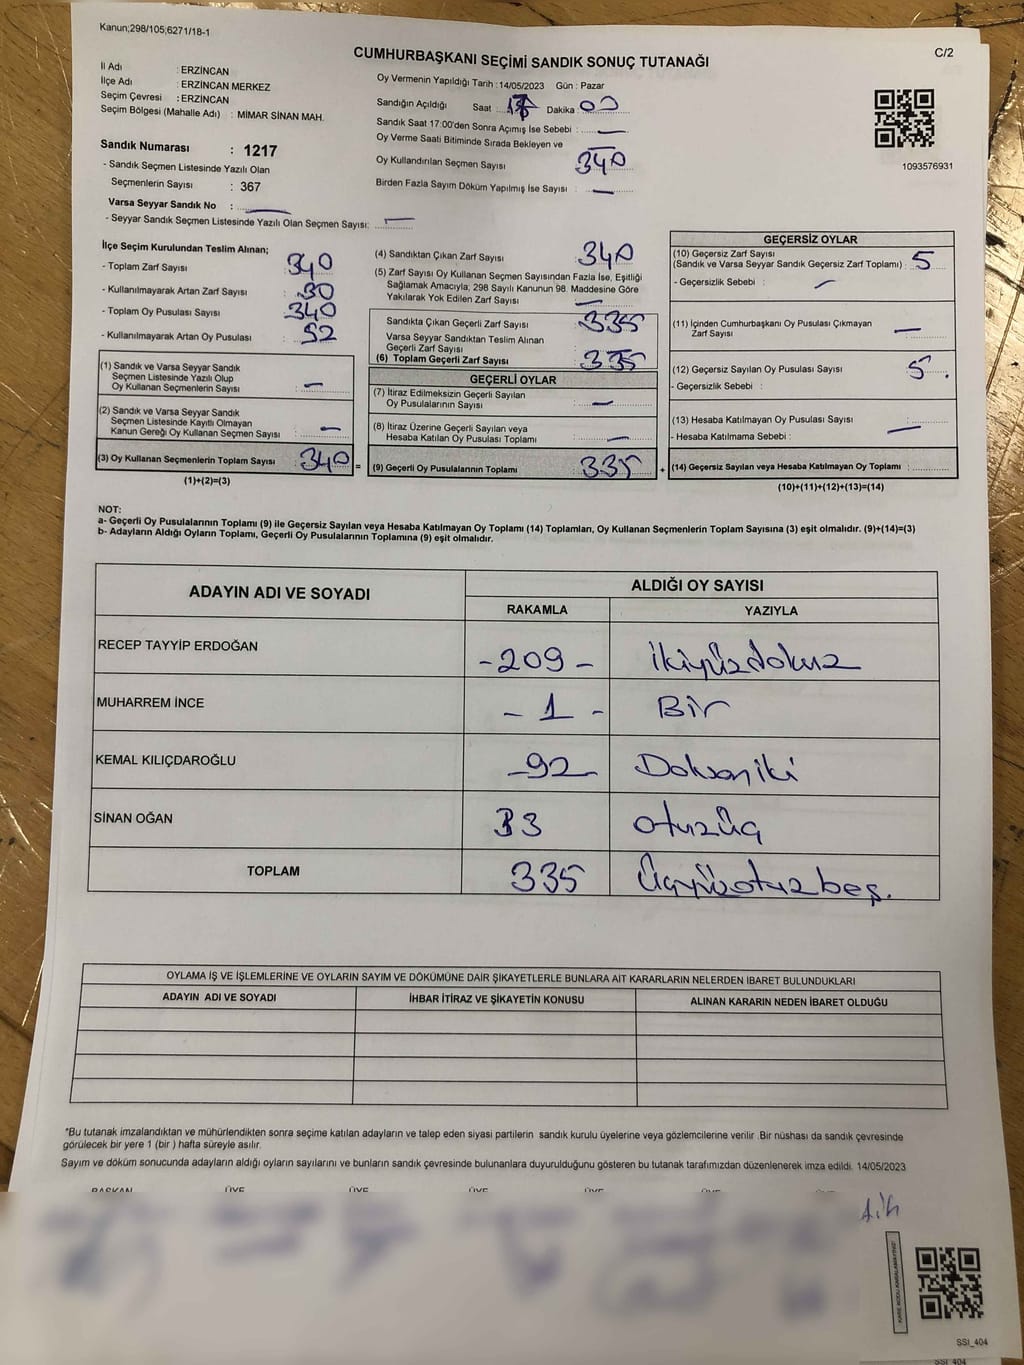 Kanun;298/105;6271/18-1
C/2
CUMHURBAŞKANI SEÇİMİ SANDIK SONUÇ TUTANAĞI
İl Adı : ERZİNCAN
İlçe Adı : ERZİNCAN MERKEZ
Seçim Çevresi : ERZİNCAN
Seçim Bölgesi (Mahalle Adı) : MİMAR SİNAN MAH.
Sandık Numarası : 1217
- Sandık Seçmen Listesinde Yazılı Olan
Seçmenlerin Sayısı : 367
Varsa Seyyar Sandık No :
- Seyyar Sandık Seçmen Listesinde Yazılı Olan Seçmen Sayısı:
Oy Vermenin Yapıldığı Tarih : 14/05/2023 Gün : Pazar
Sandığın Açıldığı Saat Dakika 00
Sandık Saat 17:00'den Sonra Açımış İse Sebebi : —
Oy Verme Saati Bitiminde Sırada Bekleyen ve
Oy Kullandırılan Seçmen Sayısı 340
Birden Fazla Sayım Döküm Yapılmış İse Sayısı : —
1093576931
İlçe Seçim Kurulundan Teslim Alınan;
- Toplam Zarf Sayısı : 340
- Kullanılmayarak Artan Zarf Sayısı : 30
- Toplam Oy Pusulası Sayısı : 340
- Kullanılmayarak Artan Oy Pusulası : 52
(1) Sandık ve Varsa Seyyar Sandık
Seçmen Listesinde Yazılı Olup
Oy Kullanan Seçmenlerin Sayısı : —
(2) Sandık ve Varsa Seyyar Sandık
Seçmen Listesinde Kayıtlı Olmayan
Kanun Gereği Oy Kullanan Seçmen Sayısı : —
(3) Oy Kullanan Seçmenlerin Toplam Sayısı : 340 =
(1)+(2)=(3)
(4) Sandıktan Çıkan Zarf Sayısı : 340
(5) Zarf Sayısı Oy Kullanan Seçmen Sayısından Fazla İse, Eşitliği
Sağlamak Amacıyla; 298 Sayılı Kanunun 98. Maddesine Göre
Yakılarak Yok Edilen Zarf Sayısı : —
Sandıkta Çıkan Geçerli Zarf Sayısı : 335
Varsa Seyyar Sandıktan Teslim Alınan
Geçerli Zarf Sayısı :
(6) Toplam Geçerli Zarf Sayısı : 335
GEÇERLİ OYLAR
(7) İtiraz Edilmeksizin Geçerli Sayılan
Oy Pusulalarının Sayısı : —
(8) İtiraz Üzerine Geçerli Sayılan veya
Hesaba Katılan Oy Pusulası Toplamı : —
(9) Geçerli Oy Pusulalarının Toplamı : 335 +
GEÇERSİZ OYLAR
(10) Geçersiz Zarf Sayısı
(Sandık ve Varsa Seyyar Sandık Geçersiz Zarf Toplamı) : 5
- Geçersizlik Sebebi : —
(11) İçinden Cumhurbaşkanı Oy Pusulası Çıkmayan
Zarf Sayısı : —
(12) Geçersiz Sayılan Oy Pusulası Sayısı : 5.
- Geçersizlik Sebebi :
(13) Hesaba Katılmayan Oy Pusulası Sayısı :
- Hesaba Katılmama Sebebi : —
(14) Geçersiz Sayılan veya Hesaba Katılmayan Oy Toplamı :
(10)+(11)+(12)+(13)=(14)
NOT:
a- Geçerli Oy Pusulalarının Toplamı (9) ile Geçersiz Sayılan veya Hesaba Katılmayan Oy Toplamı (14) Toplamları, Oy Kullanan Seçmenlerin Toplam Sayısına (3) eşit olmalıdır. (9)+(14)=(3)
b- Adayların Aldığı Oyların Toplamı, Geçerli Oy Pusulalarının Toplamına (9) eşit olmalıdır.
ADAYIN ADI VE SOYADI
ALDIĞI OY SAYISI
RAKAMLA YAZIYLA
RECEP TAYYİP ERDOĞAN -209- ikiyüzdokuz
MUHARREM İNCE -1- Bir
KEMAL KILIÇDAROĞLU -92- Doksaniki
SİNAN OĞAN 33 otuzüç
TOPLAM 335 Üçyüzotuzbeş.
OYLAMA İŞ VE İŞLEMLERİNE VE OYLARIN SAYIM VE DÖKÜMÜNE DAİR ŞİKAYETLERLE BUNLARA AİT KARARLARIN NELERDEN İBARET BULUNDUKLARI
ADAYIN ADI VE SOYADI İHBAR İTİRAZ VE ŞİKAYETİN KONUSU ALINAN KARARIN NEDEN İBARET OLDUĞU
*Bu tutanak imzalandıktan ve mühürlendikten sonra seçime katılan adayların ve talep eden siyasi partilerin sandık kurulu üyelerine veya gözlemcilerine verilir .Bir nüshası da sandık çevresinde
görülecek bir yere 1 (bir ) hafta süreyle asılır.
Sayım ve döküm sonucunda adayların aldığı oyların sayılarını ve bunların sandık çevresinde bulunanlara duyurulduğunu gösteren bu tutanak tarafımızdan düzenlenerek imza edildi. 14/05/2023
BAŞKAN ÜYE ÜYE ÜYE ÜYE ÜYE ÜYE
SSI_404
SSI_404